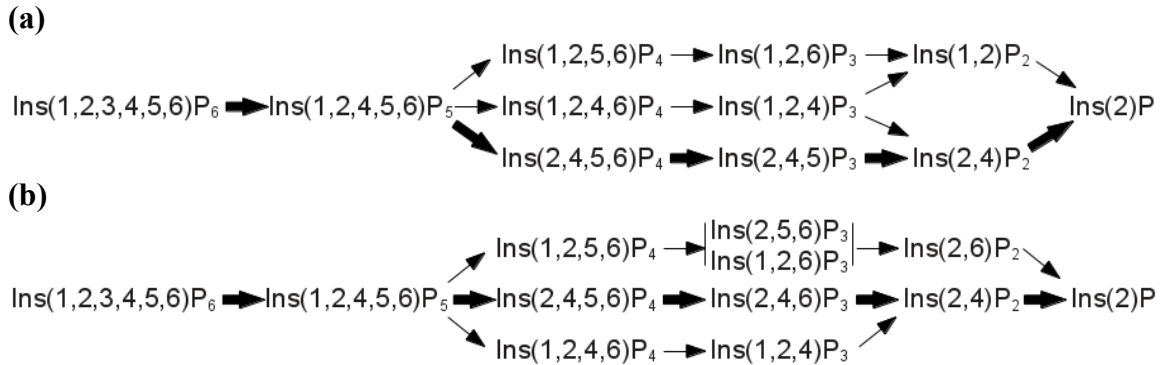 (a)
Ins(1,2,5,6)P₄ Ins(1,2,6)P₃ Ins(1,2)P₂
Ins(1,2,3,4,5,6)P₆ Ins(1,2,4,5,6)P₅ Ins(1,2,4,6)P₄ Ins(1,2,4)P₃ Ins(2)P
Ins(2,4,5,6)P₄ Ins(2,4,5)P₃ Ins(2,4)P₂
(b)
Ins(2,5,6)P₃
Ins(1,2,5,6)P₄ Ins(2,6)P₂
Ins(1,2,6)P₃
Ins(1,2,3,4,5,6)P₆ Ins(1,2,4,5,6)P₅ Ins(2,4,5,6)P₄ Ins(2,4,6)P₃ Ins(2,4)P₂ Ins(2)P
Ins(1,2,4,6)P₄ Ins(1,2,4)P₃